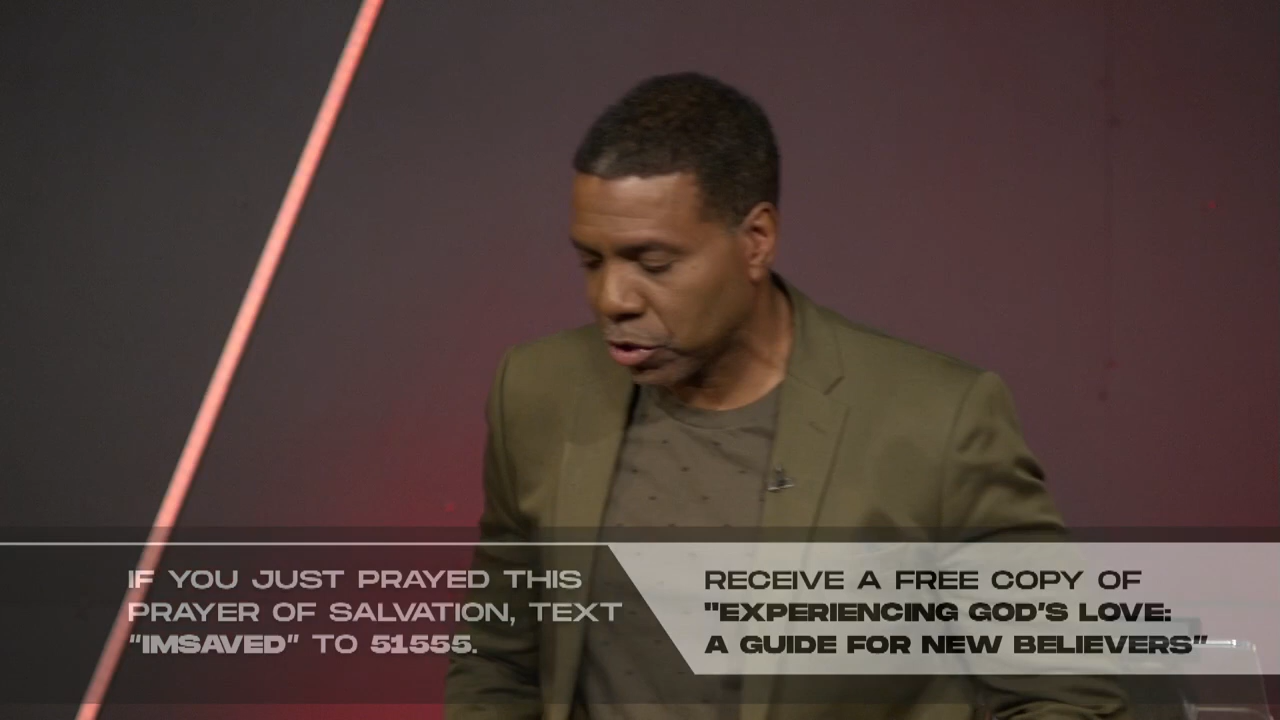 IF YOU JUST PRAYED THIS
PRAYER OF SALVATION, TEXT
"IMSAVED" TO 51555.
RECEIVE A FREE COPY OF
"EXPERIENCING GOD'S LOVE:
A GUIDE FOR NEW BELIEVERS"